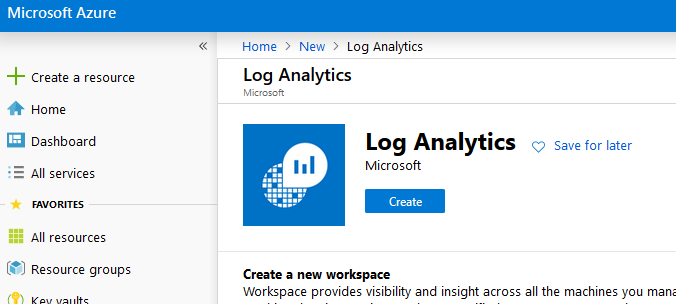 Microsoft Azure
«
Home > New > Log Analytics
Create a resource
Home
Dashboard
All services
FAVORITES
All resources
Resource groups
Key vaults
Log Analytics
Microsoft
Log Analytics
Save for later
Microsoft
Create
Create a new workspace
Workspace provides visibility and insight across all the machines you mana